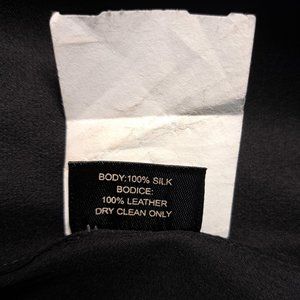 BODY:100% SILK
BODICE:
100% LEATHER
DRY CLEAN ONLY